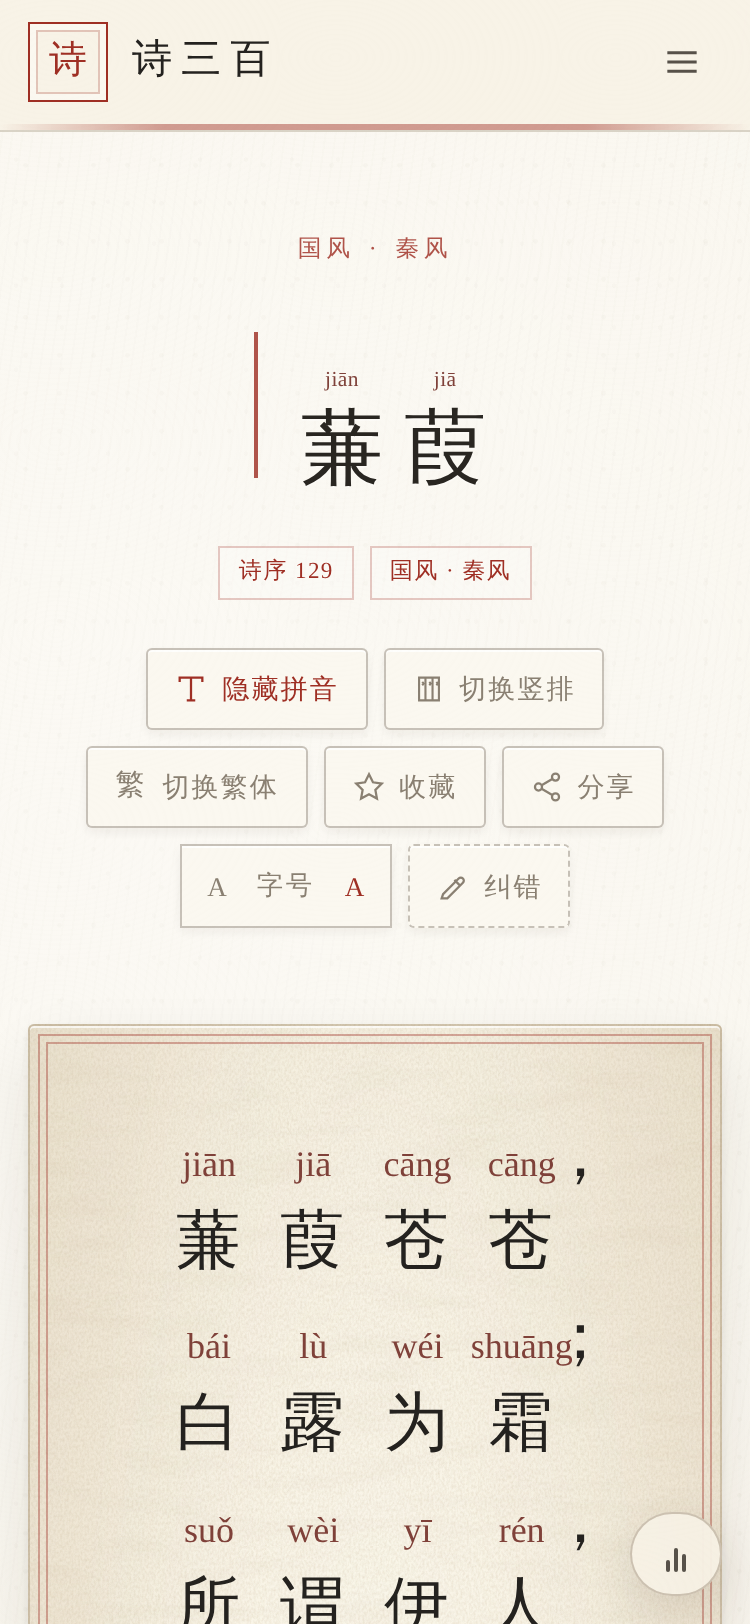 诗 诗三百
国风 · 秦风
jiān jiā
蒹葭
诗序 129 国风 · 秦风
隐藏拼音 切换竖排
繁 切换繁体 收藏 分享
A 字号 A 纠错
jiān jiā cāng cāng
蒹葭苍苍，
bái lù wéi shuāng
白露为霜；
suǒ wèi yī rén
所谓伊人，